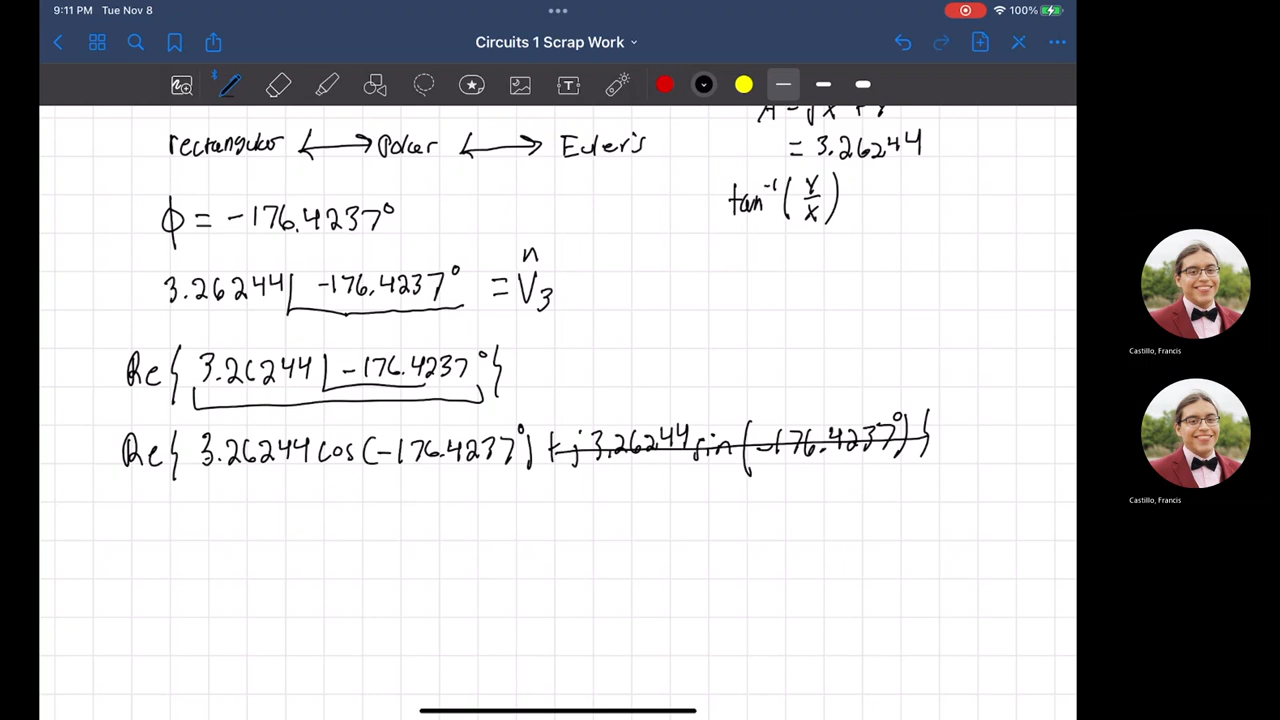 9:11 PM Tue Nov 8
100%
Circuits 1 Scrap Work
rectangular ⟷ Polar ⟷ Euler's
= 3.26244
tan⁻¹(Y/X)
ϕ = -176.4237°
3.26244∠-176.4237° = V̂3
Re{ 3.26244∠-176.4237° }
Re{ 3.26244 cos(-176.4237°) + j 3.26244 sin(-176.4237°) }
Castillo, Francis
Castillo, Francis